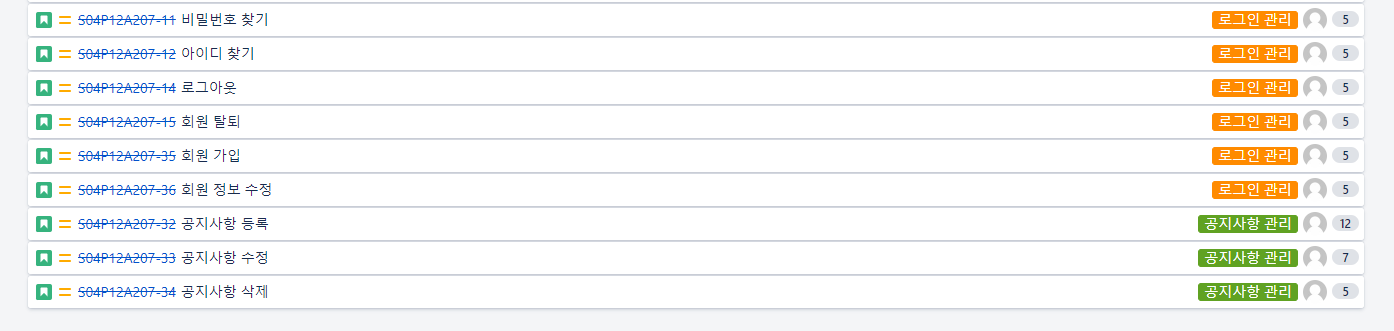 S04P12A207-11 비밀번호 찾기 로그인 관리 5
S04P12A207-12 아이디 찾기 로그인 관리 5
S04P12A207-14 로그아웃 로그인 관리 5
S04P12A207-15 회원 탈퇴 로그인 관리 5
S04P12A207-35 회원 가입 로그인 관리 5
S04P12A207-36 회원 정보 수정 로그인 관리 5
S04P12A207-32 공지사항 등록 공지사항 관리 12
S04P12A207-33 공지사항 수정 공지사항 관리 7
S04P12A207-34 공지사항 삭제 공지사항 관리 5